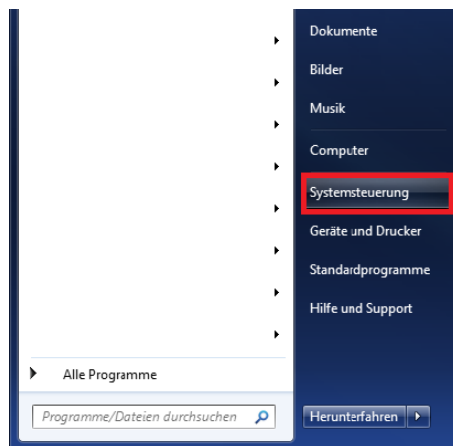 Dokumente
Bilder
Musik
Computer
Systemsteuerung
Geräte und Drucker
Standardprogramme
Hilfe und Support
Alle Programme
Programme/Dateien durchsuchen
Herunterfahren